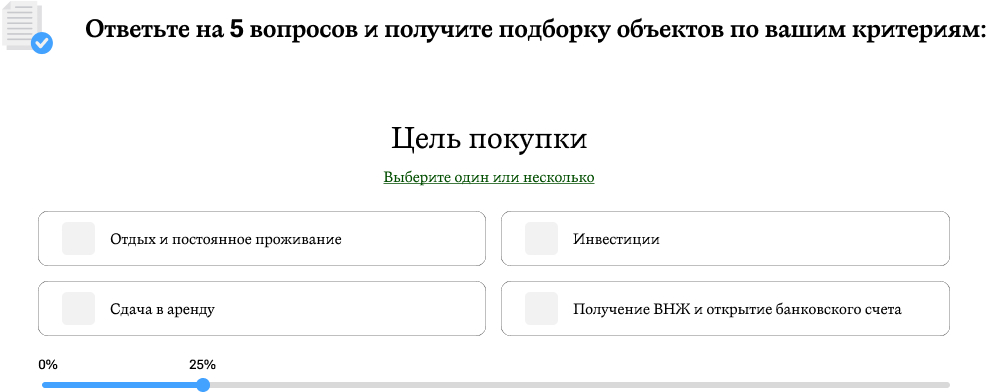 Ответьте на 5 вопросов и получите подборку объектов по вашим критериям:
Цель покупки
Выберите один или несколько
Отдых и постоянное проживание
Инвестиции
Сдача в аренду
Получение ВНЖ и открытие банковского счета
0%
25%